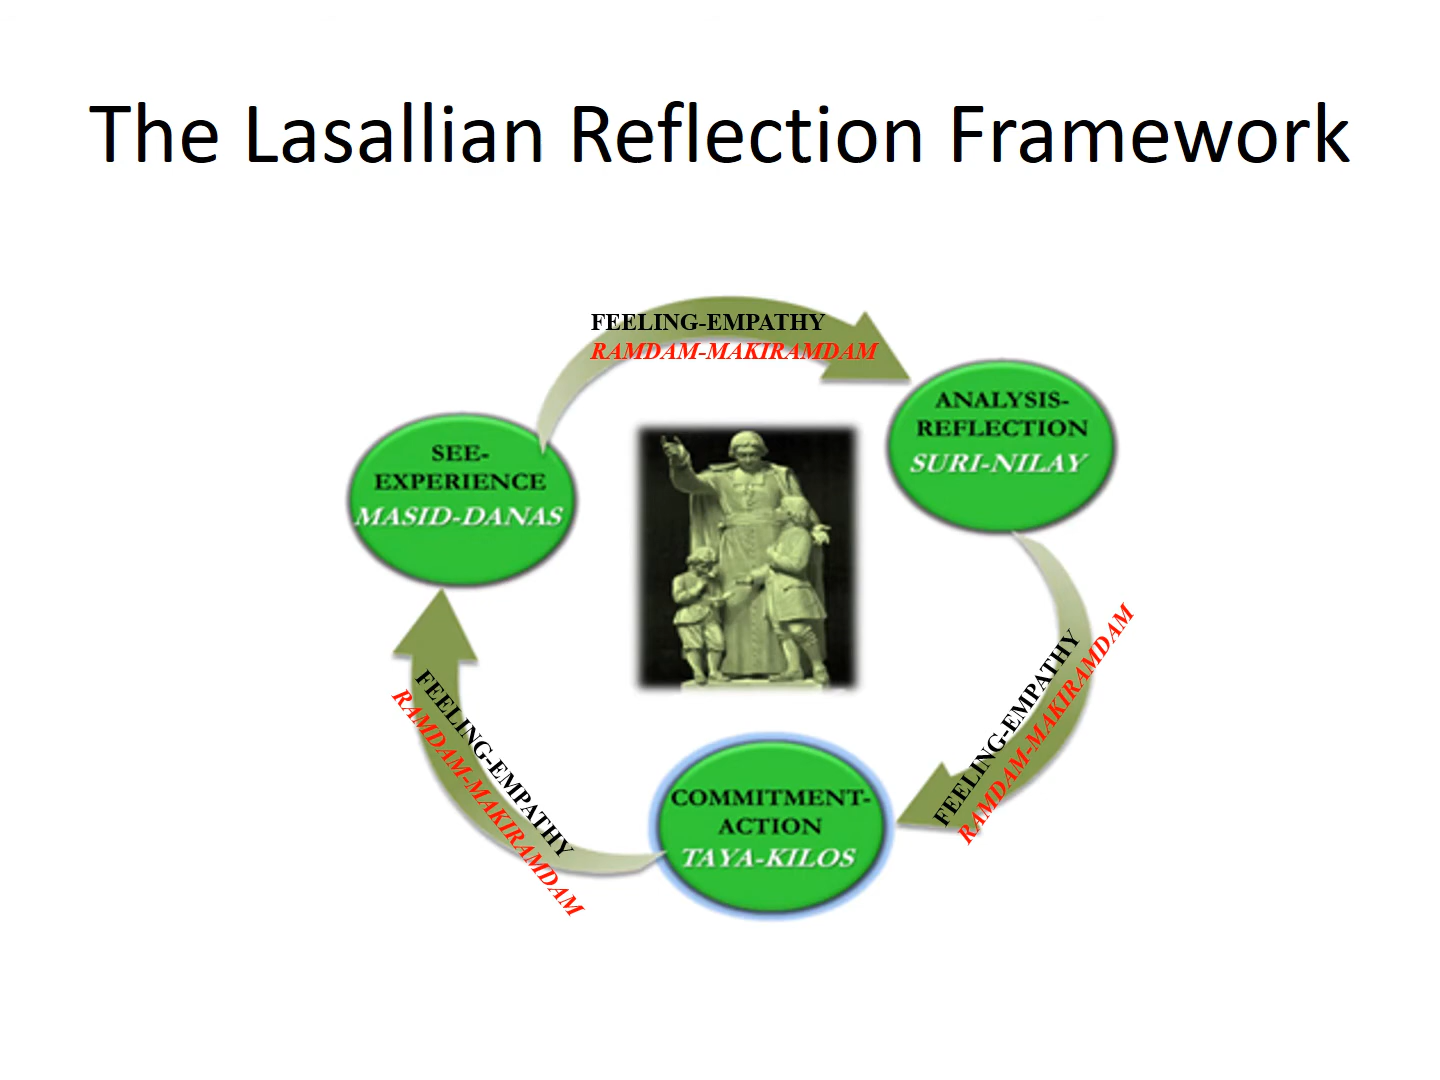 The Lasallian Reflection Framework
FEELING-EMPATHY
RAMDAM-MAKIRAMDAM
SEE-
EXPERIENCE
MASID-DANAS
ANALYSIS-
REFLECTION
SURI-NILAY
FEELING-EMPATHY
RAMDAM-MAKIRAMDAM
COMMITMENT-
ACTION
TAYA-KILOS
FEELING-EMPATHY
RAMDAM-MAKIRAMDAM